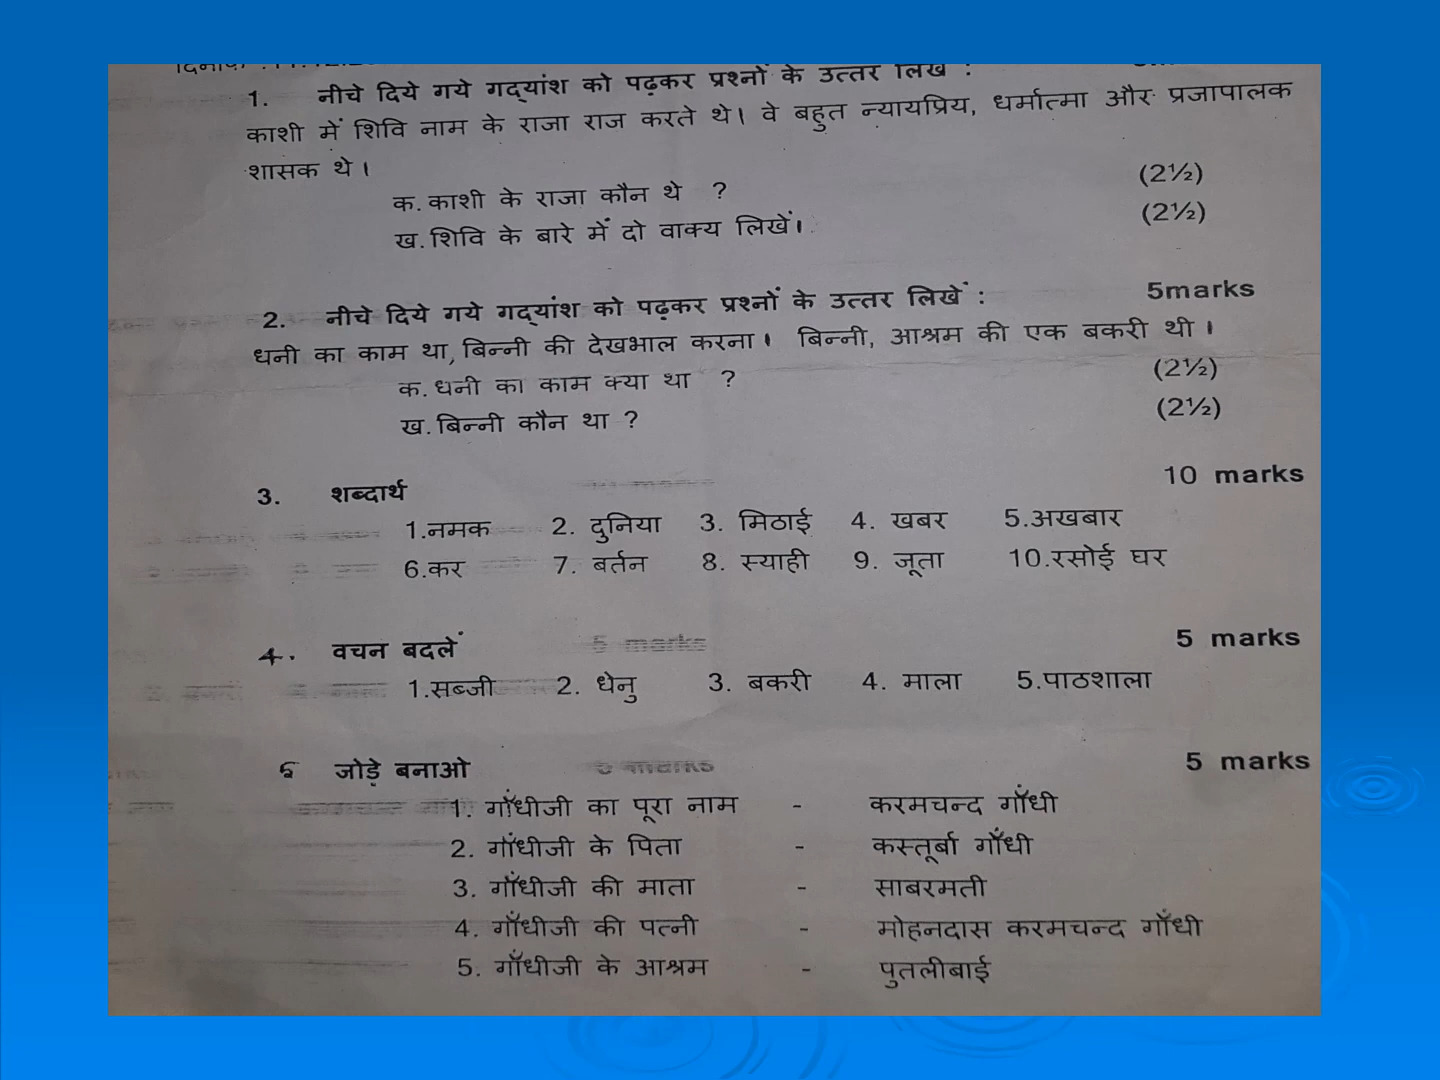 1. नीचे दिये गये गद्यांश को पढ़कर प्रश्नों के उत्तर लिखें :
काशी में शिवि नाम के राजा राज करते थे। वे बहुत न्यायप्रिय, धर्मात्मा और प्रजापालक
शासक थे।
क. काशी के राजा कौन थे ? (2½)
ख. शिवि के बारे में दो वाक्य लिखें। (2½)
2. नीचे दिये गये गद्यांश को पढ़कर प्रश्नों के उत्तर लिखें : 5marks
धनी का काम था, बिन्नी की देखभाल करना। बिन्नी, आश्रम की एक बकरी थी।
क. धनी का काम क्या था ? (2½)
ख. बिन्नी कौन था ? (2½)
3. शब्दार्थ 10 marks
1.नमक 2. दुनिया 3. मिठाई 4. खबर 5.अखबार
6.कर 7. बर्तन 8. स्याही 9. जूता 10.रसोई घर
4. वचन बदलें 5 marks
1.सब्जी 2. धेनु 3. बकरी 4. माला 5.पाठशाला
5 जोड़े बनाओ 5 marks
1. गाँधीजी का पूरा नाम - करमचन्द गाँधी
2. गाँधीजी के पिता - कस्तूर्बा गाँधी
3. गाँधीजी की माता - साबरमती
4. गाँधीजी की पत्नी - मोहनदास करमचन्द गाँधी
5. गाँधीजी के आश्रम - पुतलीबाई